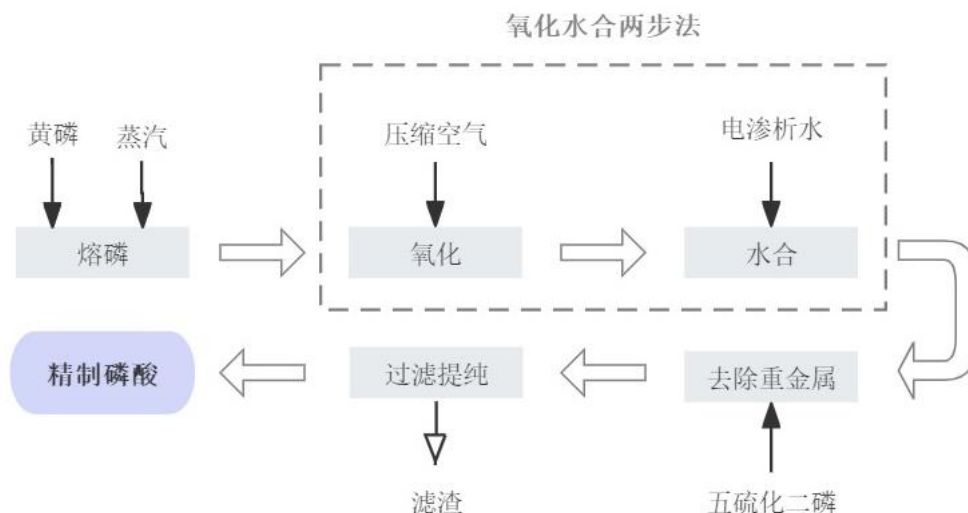 氧化水合两步法
黄磷
蒸汽
压缩空气
电渗析水
熔磷
氧化
水合
精制磷酸
过滤提纯
去除重金属
滤渣
五硫化二磷